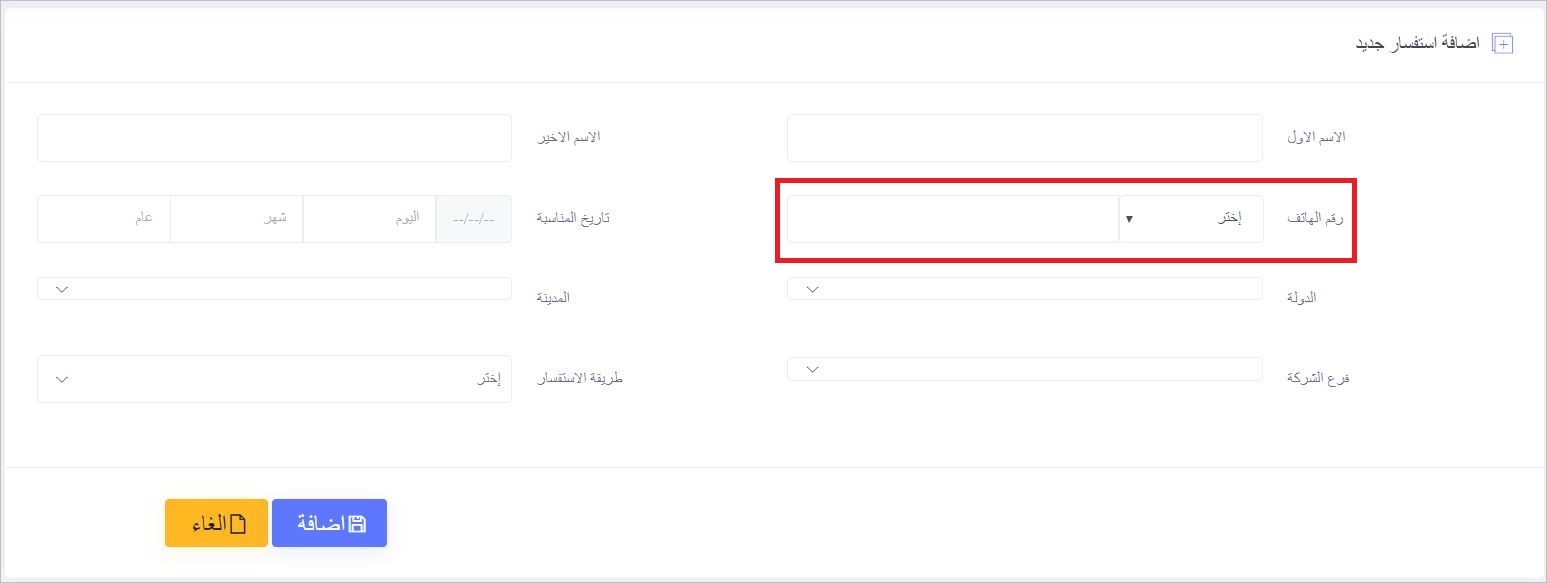 اضافة استفسار جديد
الاسم الاول
الاسم الاخير
رقم الهاتف إختر
تاريخ المناسبة --/--/-- اليوم شهر عام
الدولة
المدينة
فرع الشركة
طريقة الاستفسار إختر
اضافة الغاء